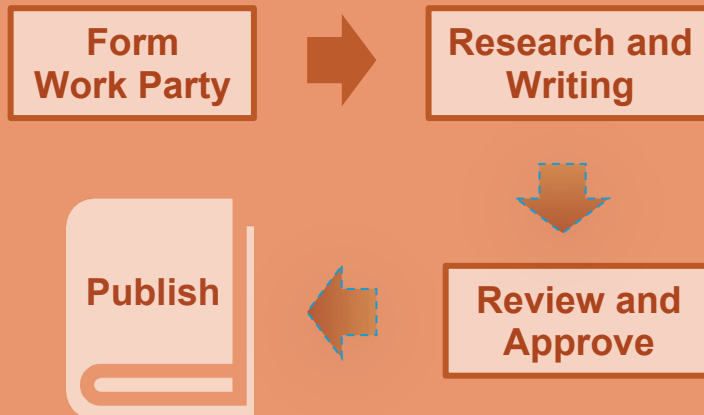 Form
Work Party
Research and
Writing
Review and
Approve
Publish